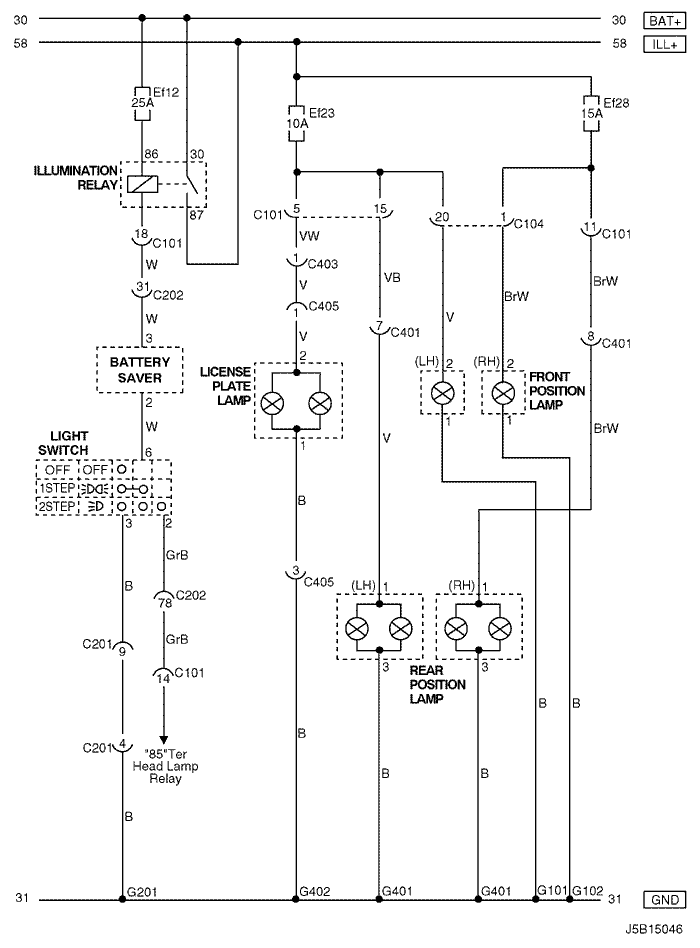 30 30 BAT+
58 58 ILL+
Ef12
25A
Ef23
10A
Ef28
15A
86 30
ILLUMINATION
RELAY
87
18 C101
W
31 C202
W
3
BATTERY
SAVER
2
W
LIGHT
SWITCH
6
OFF OFF
1STEP
2STEP
3 2
GrB
B
78 C202
GrB
C201 9
14 C101
C201 4
"85"Ter
Head Lamp
Relay
B
C101 5 15
VW
1 C403
V
C405
1
V
VB
7 C401
20 1 C104
V BrW
11 C101
BrW
8 C401
BrW
LICENSE
PLATE
LAMP
2
1
(LH) 2 (RH) 2
FRONT
POSITION
LAMP
1 1
B
V
3 C405
(LH) 1 (RH) 1
3 3
REAR
POSITION
LAMP
B B B
B B
31 G201 G402 G401 G401 G101 G102 31 GND
J5B15046